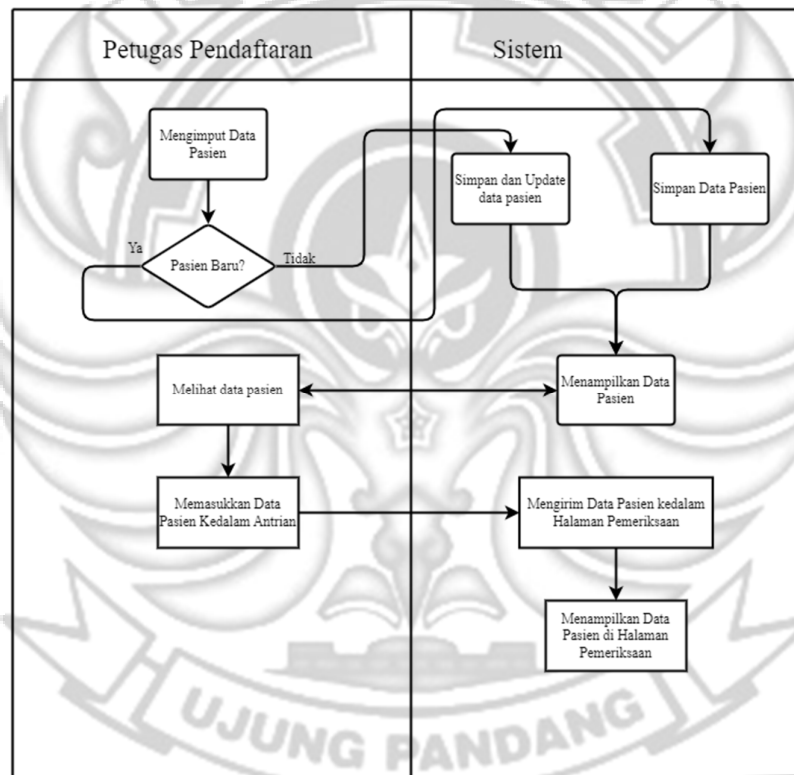 Petugas Pendaftaran
Sistem
Mengimput Data
Pasien
Simpan dan Update
data pasien
Simpan Data Pasien
Ya
Pasien Baru?
Tidak
Melihat data pasien
Menampilkan Data
Pasien
Memasukkan Data
Pasien Kedalam Antrian
Mengirim Data Pasien kedalam
Halaman Pemeriksaan
Menampilkan Data
Pasien di Halaman
Pemeriksaan
UJUNG PANDANG